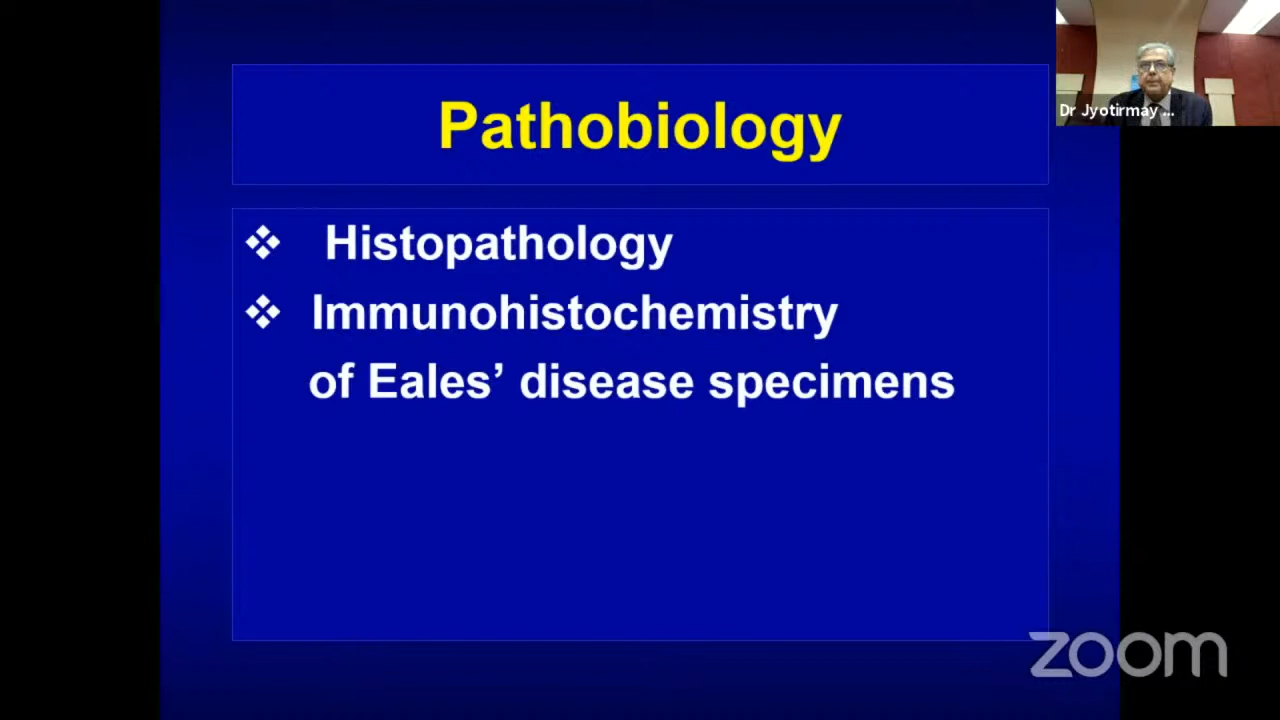 Pathobiology
Dr Jyotirmay ...
Histopathology
Immunohistochemistry
of Eales’ disease specimens
zoom